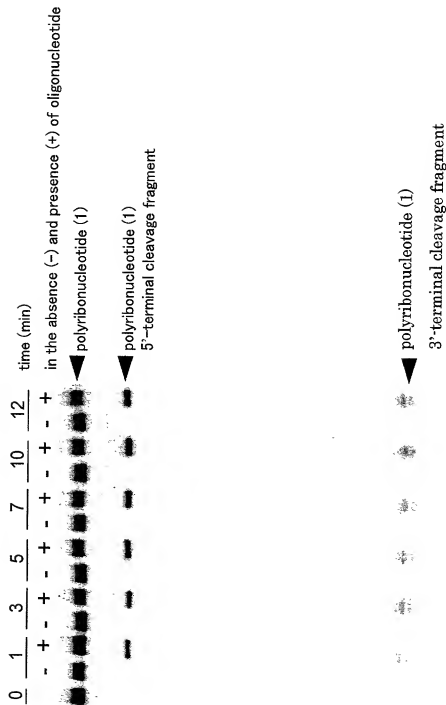 0 1 3 5 7 10 12 time (min)
- + - + - + - + - + - + in the absence (-) and presence (+) of oligonucleotide
polyribonucleotide (1)
polyribonucleotide (1)
5'-terminal cleavage fragment
polyribonucleotide (1)
3'-terminal cleavage fragment